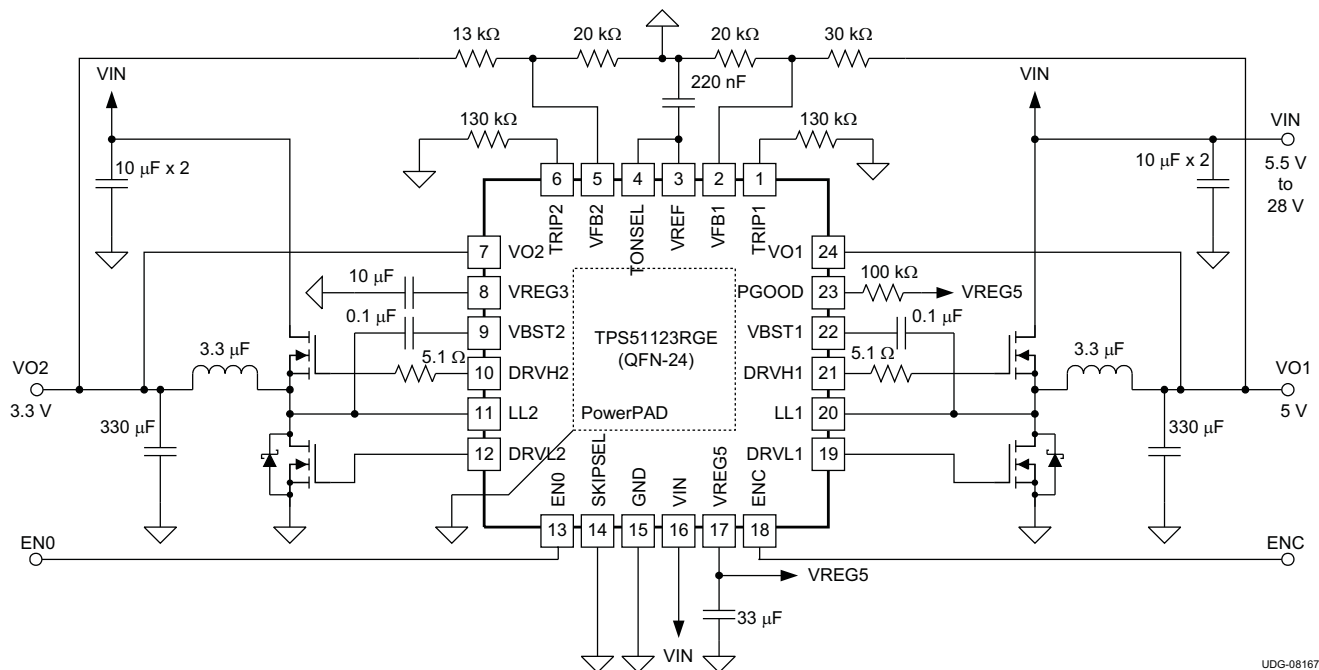 13 kΩ
20 kΩ
20 kΩ
30 kΩ
VIN
220 nF
VIN
VIN
130 kΩ
130 kΩ
10 μF x 2
10 μF x 2
5.5 V
to
28 V
6
5
4
3
2
1
TRIP2
VFB2
TONSEL
VREF
VFB1
TRIP1
7
VO2
VO1
24
10 μF
8
VREG3
PGOOD
23
100 kΩ
VREG5
0.1 μF
9
VBST2
VBST1
22
0.1 μF
TPS51123RGE
(QFN-24)
3.3 μF
5.1 Ω
10
DRVH2
DRVH1
21
5.1 Ω
3.3 μF
VO2
3.3 V
VO1
5 V
11
LL2
LL1
20
PowerPAD
330 μF
330 μF
12
DRVL2
DRVL1
19
EN0
SKIPSEL
GND
VIN
VREG5
ENC
13
14
15
16
17
18
EN0
ENC
VREG5
33 μF
VIN
UDG-08167